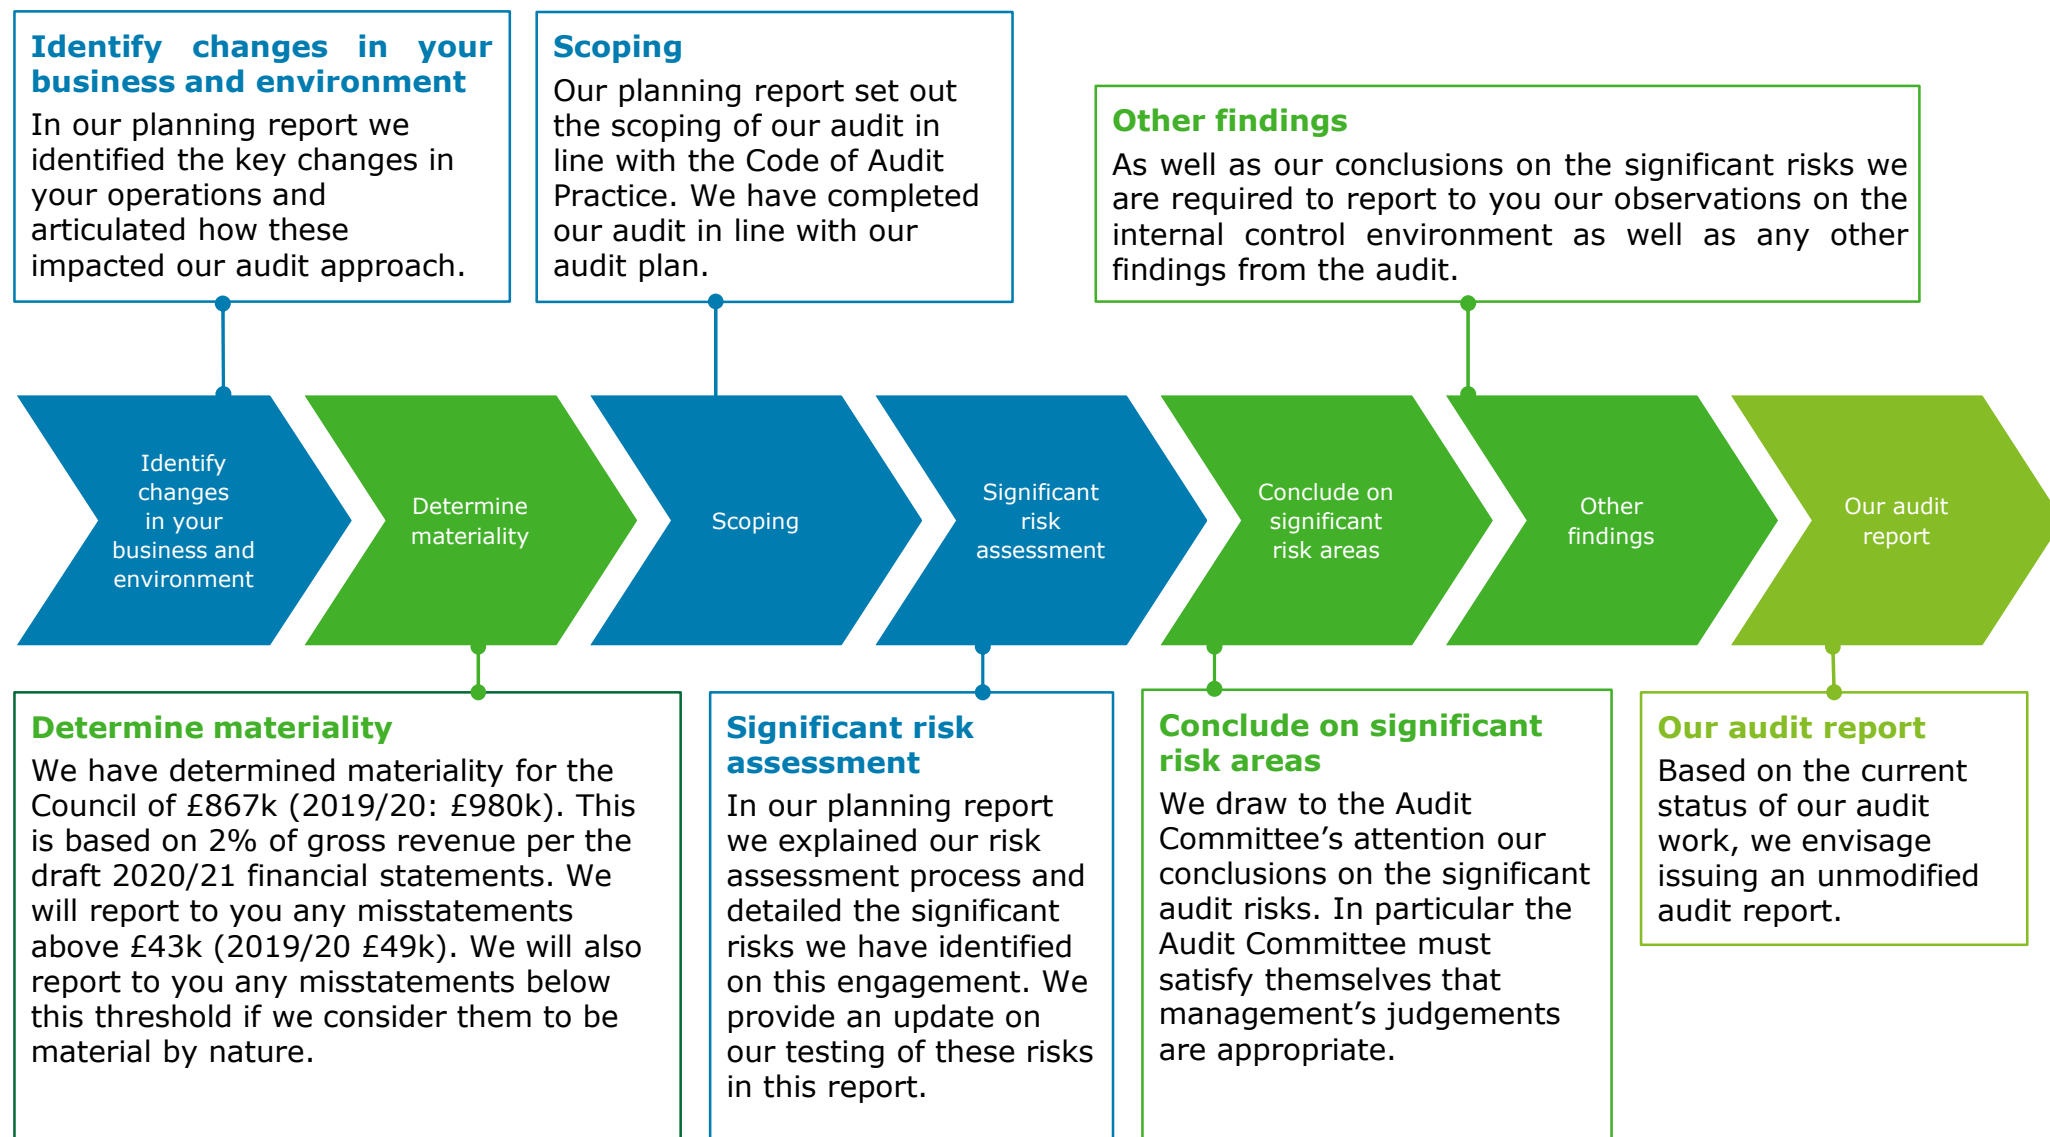 Identify changes in your
business and environment
In our planning report we
identified the key changes in
your operations and
articulated how these
impacted our audit approach.
Scoping
Our planning report set out
the scoping of our audit in
line with the Code of Audit
Practice. We have completed
our audit in line with our
audit plan.
Other findings
As well as our conclusions on the significant risks we
are required to report to you our observations on the
internal control environment as well as any other
findings from the audit.
Identify
changes
in your
business and
environment
Determine
materiality
Scoping
Significant
risk
assessment
Conclude on
significant
risk areas
Other
findings
Our audit
report
Determine materiality
We have determined materiality for the
Council of £867k (2019/20: £980k). This
is based on 2% of gross revenue per the
draft 2020/21 financial statements. We
will report to you any misstatements
above £43k (2019/20 £49k). We will also
report to you any misstatements below
this threshold if we consider them to be
material by nature.
Significant risk
assessment
In our planning report
we explained our risk
assessment process and
detailed the significant
risks we have identified
on this engagement. We
provide an update on
our testing of these risks
in this report.
Conclude on significant
risk areas
We draw to the Audit
Committee’s attention our
conclusions on the significant
audit risks. In particular the
Audit Committee must
satisfy themselves that
management’s judgements
are appropriate.
Our audit report
Based on the current
status of our audit
work, we envisage
issuing an unmodified
audit report.